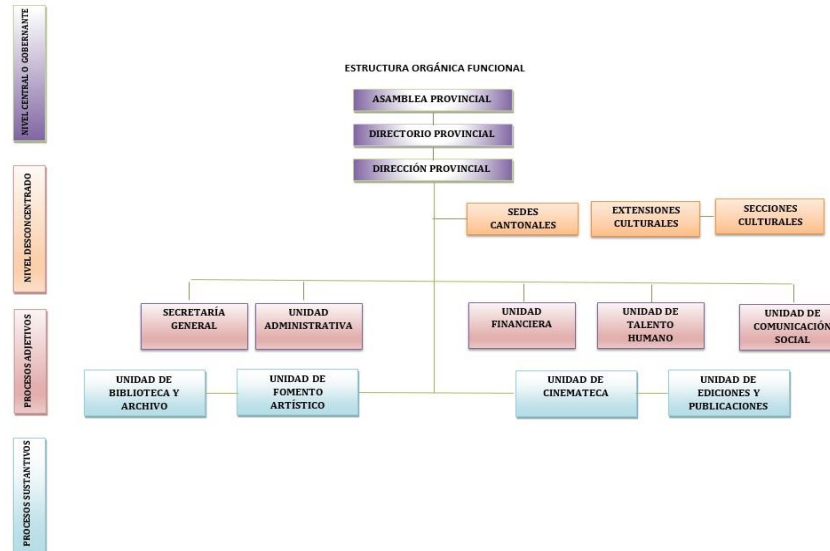 ESTRUCTURA ORGÁNICA FUNCIONAL
NIVEL CENTRAL O GOBERNANTE
ASAMBLEA PROVINCIAL
DIRECTORIO PROVINCIAL
DIRECCIÓN PROVINCIAL
NIVEL DESCONCENTRADO
SEDES
CANTONALES
EXTENSIONES
CULTURALES
SECCIONES
CULTURALES
PROCESOS ADJETIVOS
SECRETARÍA
GENERAL
UNIDAD
ADMINISTRATIVA
UNIDAD
FINANCIERA
UNIDAD DE
TALENTO
HUMANO
UNIDAD DE
COMUNICACIÓN
SOCIAL
UNIDAD DE
BIBLIOTECA Y
ARCHIVO
UNIDAD DE
FOMENTO
ARTÍSTICO
UNIDAD DE
CINEMATECA
UNIDAD DE
EDICIONES Y
PUBLICACIONES
PROCESOS SUSTANTIVOS